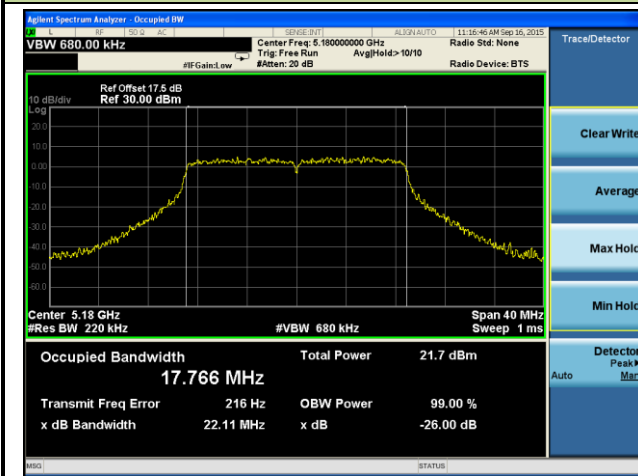 Agilent Spectrum Analyzer - Occupied BW
L RF 50 Ω AC SENSE:INT ALIGN AUTO 11:16:46 AM Sep 16, 2015
VBW 680.00 kHz Center Freq: 5.180000000 GHz Radio Std: None Trace/Detector
Trig: Free Run Avg|Hold:>10/10
#IFGain:Low #Atten: 20 dB Radio Device: BTS
Ref Offset 17.5 dB
10 dB/div Ref 30.00 dBm
Log
20.0
10.0
0.00
-10.0
-20.0
-30.0
-40.0
-50.0
-60.0
Clear Write
Average
Max Hold
Min Hold
Center 5.18 GHz Span 40 MHz
#Res BW 220 kHz #VBW 680 kHz Sweep 1 ms
Occupied Bandwidth Total Power 21.7 dBm
17.766 MHz
Transmit Freq Error 216 Hz OBW Power 99.00 %
x dB Bandwidth 22.11 MHz x dB -26.00 dB
Detector
Peak
Auto Man
MSG STATUS